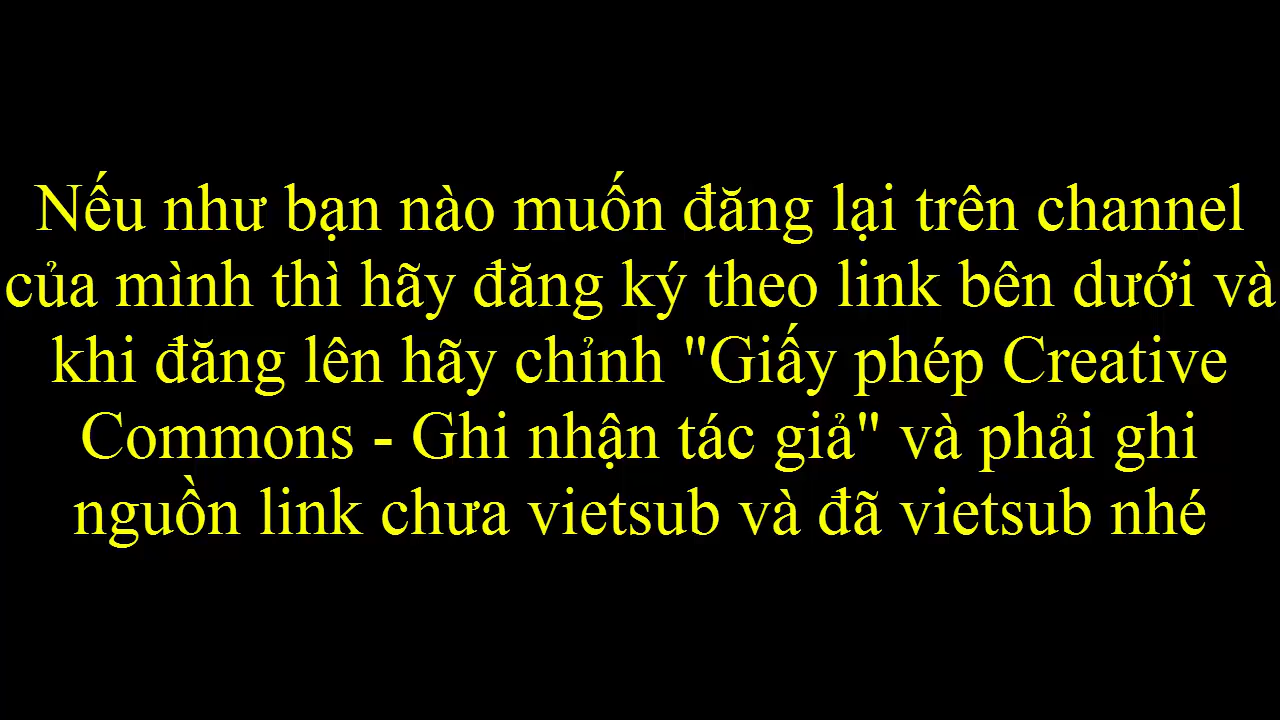 Nếu như bạn nào muốn đăng lại trên channel
của mình thì hãy đăng ký theo link bên dưới và
khi đăng lên hãy chỉnh "Giấy phép Creative
Commons - Ghi nhận tác giả" và phải ghi
nguồn link chưa vietsub và đã vietsub nhé